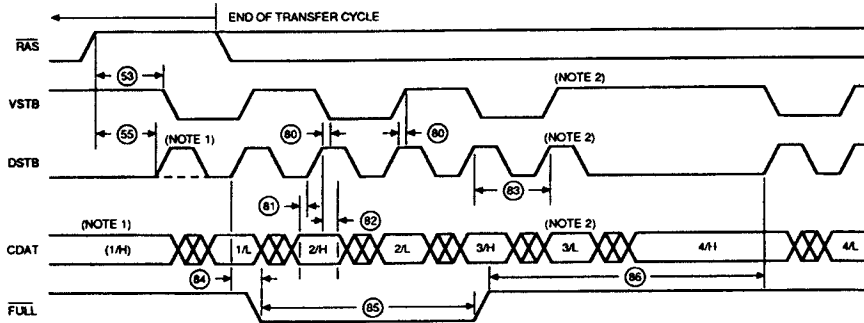 END OF TRANSFER CYCLE
RAS
53
(NOTE 2)
VSTB
55
(NOTE 1)
80
80
(NOTE 2)
DSTB
83
81
82
(NOTE 1)
(NOTE 2)
CDAT
(1/H)
1/L
2/H
2/L
3/H
3/L
4/H
4/L
84
86
85
FULL